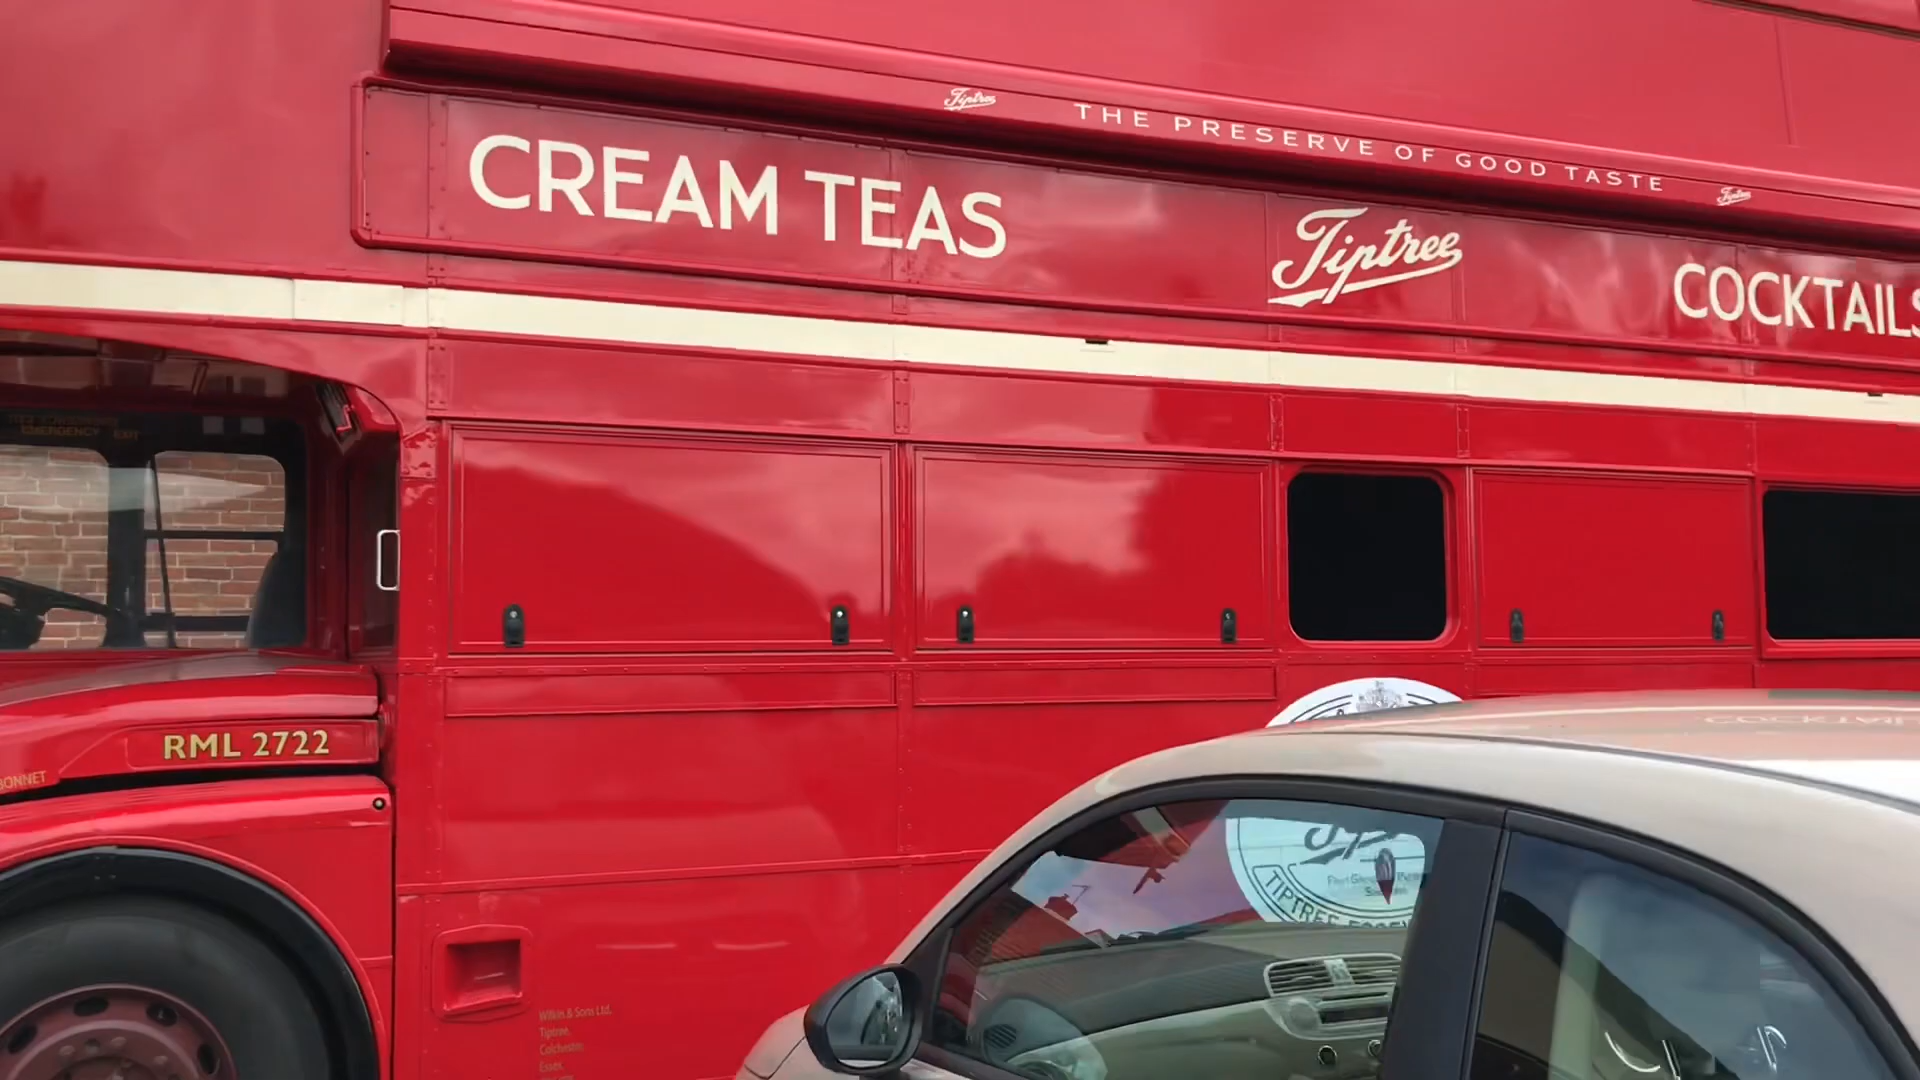 Tiptree THE PRESERVE OF GOOD TASTE Tiptree
CREAM TEAS
Tiptree
COCKTAILS
EMERGENCY EXIT
RML 2722
BONNET
Wilkin & Sons Ltd.
Tiptree,
Colchester,
Essex,